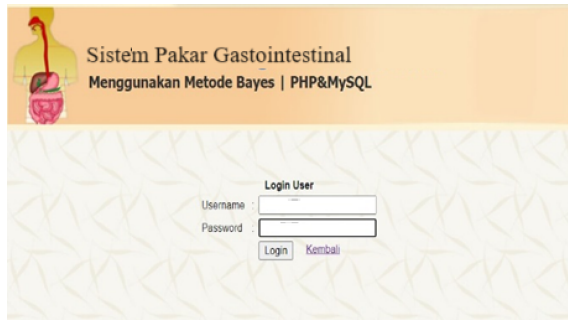 Sistem Pakar Gastointestinal
Menggunakan Metode Bayes | PHP&MySQL
Login User
Username :
Password :
Login Kembali